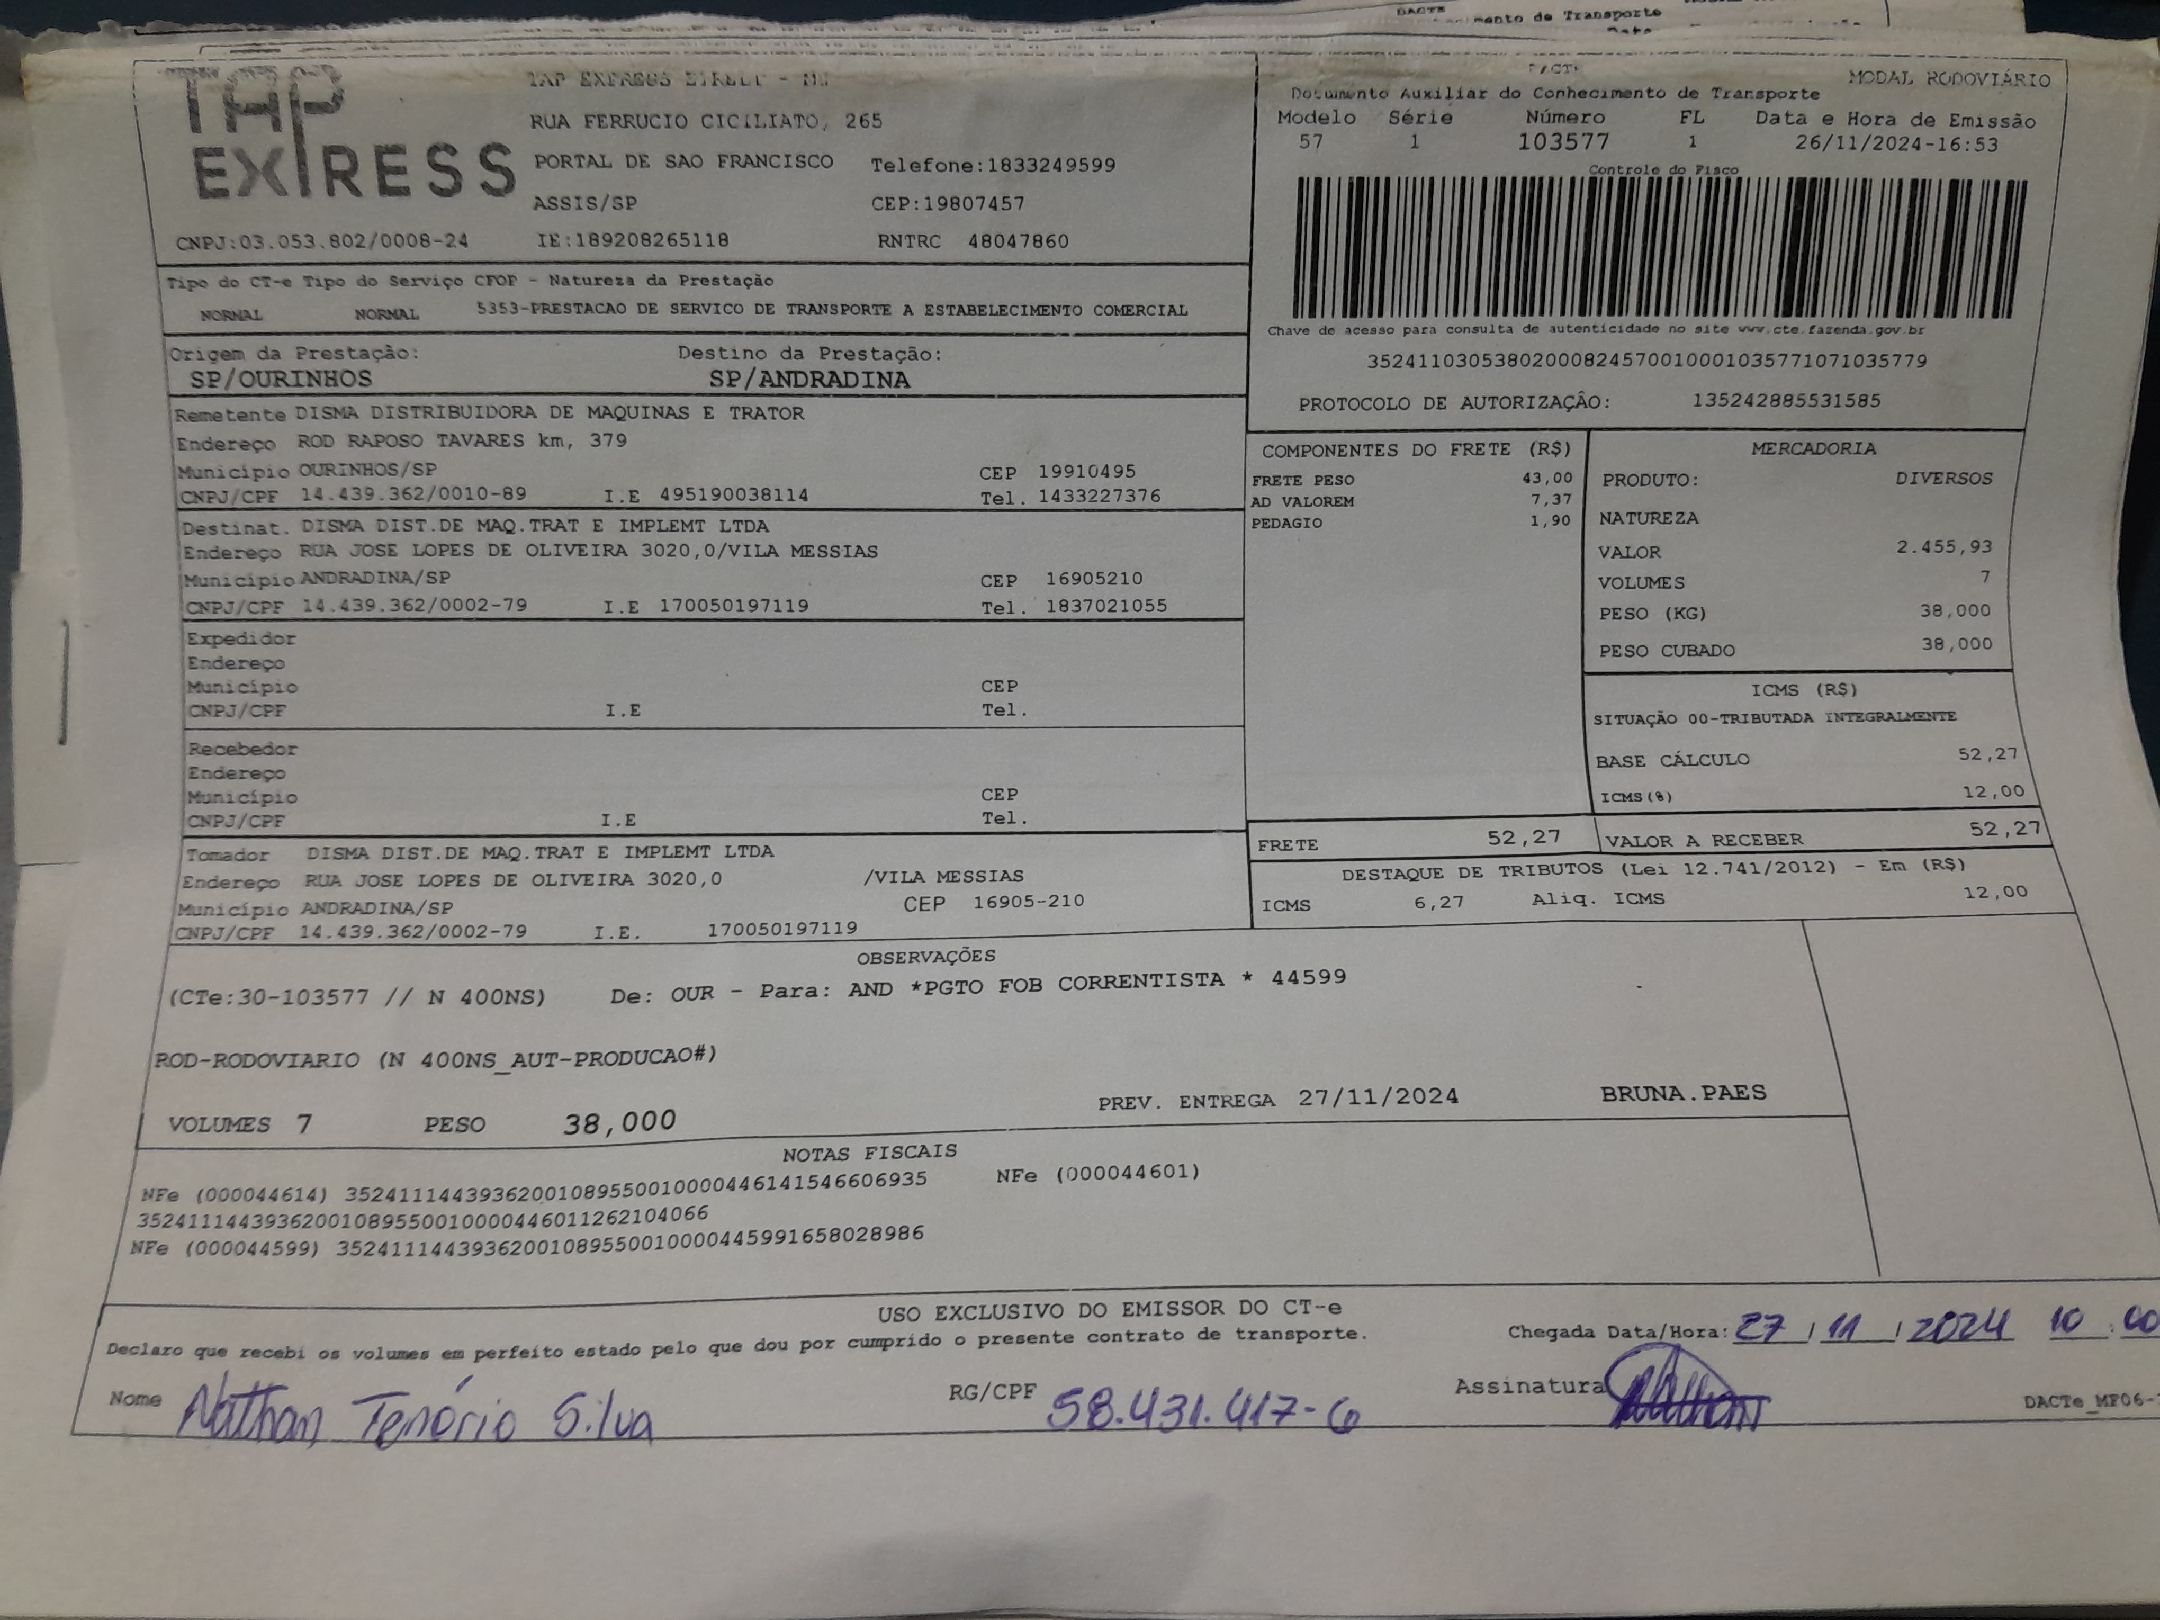 DACTE
mento de Transporte
TAP EXPRESS
TAP EXPRESS DIRECT -
RUA FERRUCIO CICILIATO, 265
PORTAL DE SAO FRANCISCO Telefone:1833249599
ASSIS/SP CEP:19807457
CNPJ:03.053.802/0008-24 IE:189208265118 RNTRC 48047860
MODAL RODOVIÁRIO
Documento Auxiliar do Conhecimento de Transporte
Modelo Série Número FL Data e Hora de Emissão
57 1 103577 1 26/11/2024-16:53
Controle do Fisco
Chave de acesso para consulta de autenticidade no site www.cte.fazenda.gov.br
35241103053802000824570010001035771071035779
PROTOCOLO DE AUTORIZAÇÂO: 135242885531585
Tipo do CT-e Tipo do Serviço CFOP - Natureza da Prestação
NORMAL NORMAL 5353-PRESTACAO DE SERVICO DE TRANSPORTE A ESTABELECIMENTO COMERCIAL
Origem da Prestação: Destino da Prestação:
SP/OURINHOS SP/ANDRADINA
Remetente DISMA DISTRIBUIDORA DE MAQUINAS E TRATOR
Endereço ROD RAPOSO TAVARES km, 379
Município OURINHOS/SP CEP 19910495
CNPJ/CPF 14.439.362/0010-89 I.E 495190038114 Tel. 1433227376
Destinat. DISMA DIST.DE MAQ.TRAT E IMPLEMT LTDA
Endereço RUA JOSE LOPES DE OLIVEIRA 3020,0/VILA MESSIAS
Município ANDRADINA/SP CEP 16905210
CNPJ/CPF 14.439.362/0002-79 I.E 170050197119 Tel. 1837021055
Expedidor
Endereço
Município CEP
CNPJ/CPF I.E Tel.
Recebedor
Endereço
Município CEP
CNPJ/CPF I.E Tel.
Tomador DISMA DIST.DE MAQ.TRAT E IMPLEMT LTDA
Endereço RUA JOSE LOPES DE OLIVEIRA 3020,0 /VILA MESSIAS
Município ANDRADINA/SP CEP 16905-210
CNPJ/CPF 14.439.362/0002-79 I.E. 170050197119
COMPONENTES DO FRETE (R$)
FRETE PESO 43,00
AD VALOREM 7,37
PEDAGIO 1,90
MERCADORIA
PRODUTO: DIVERSOS
NATUREZA
VALOR 2.455,93
VOLUMES 7
PESO (KG) 38,000
PESO CUBADO 38,000
ICMS (R$)
SITUAÇÃO 00-TRIBUTADA INTEGRALMENTE
BASE CÁLCULO 52,27
ICMS(%) 12,00
FRETE 52,27 VALOR A RECEBER 52,27
DESTAQUE DE TRIBUTOS (Lei 12.741/2012) - Em (R$)
ICMS 6,27 Aliq. ICMS 12,00
OBSERVAÇÕES
(CTe:30-103577 // N 400NS) De: OUR - Para: AND *PGTO FOB CORRENTISTA * 44599
ROD-RODOVIARIO (N 400NS_AUT-PRODUCAO#)
PREV. ENTREGA 27/11/2024 BRUNA.PAES
VOLUMES 7 PESO 38,000
NOTAS FISCAIS
NFe (000044614) 35241114439362001089550010000446141546606935 NFe (000044601)
35241114439362001089550010000446011262104066
NFe (000044599) 35241114439362001089550010000445991658028986
USO EXCLUSIVO DO EMISSOR DO CT-e
Declaro que recebi os volumes em perfeito estado pelo que dou por cumprido o presente contrato de transporte. Chegada Data/Hora: 27/11/2024 10:00
Nome Nathan Tenório Silva RG/CPF 58.431.417-6 Assinatura Nathan
DACTe_MF06-